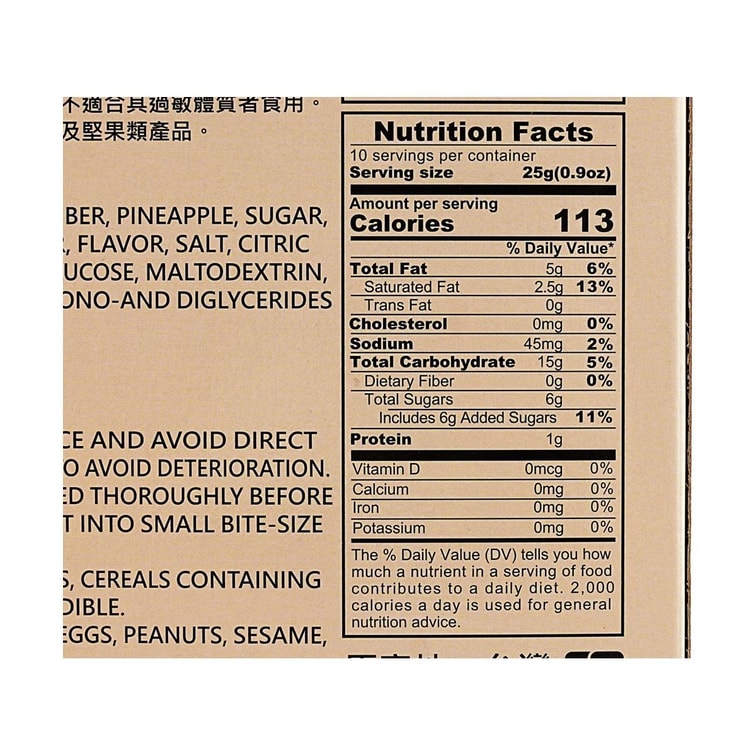 不適合其過敏體質者食用。
及堅果類產品。
BER, PINEAPPLE, SUGAR,
, FLAVOR, SALT, CITRIC
UCOSE, MALTODEXTRIN,
ONO-AND DIGLYCERIDES
CE AND AVOID DIRECT
O AVOID DETERIORATION.
ED THOROUGHLY BEFORE
T INTO SMALL BITE-SIZE
S, CEREALS CONTAINING
DIBLE.
EGGS, PEANUTS, SESAME,
Nutrition Facts
10 servings per container
Serving size 25g(0.9oz)
Amount per serving
Calories 113
% Daily Value*
Total Fat 5g 6%
Saturated Fat 2.5g 13%
Trans Fat 0g
Cholesterol 0mg 0%
Sodium 45mg 2%
Total Carbohydrate 15g 5%
Dietary Fiber 0g 0%
Total Sugars 6g
Includes 6g Added Sugars 11%
Protein 1g
Vitamin D 0mcg 0%
Calcium 0mg 0%
Iron 0mg 0%
Potassium 0mg 0%
The % Daily Value (DV) tells you how
much a nutrient in a serving of food
contributes to a daily diet. 2,000
calories a day is used for general
nutrition advice.